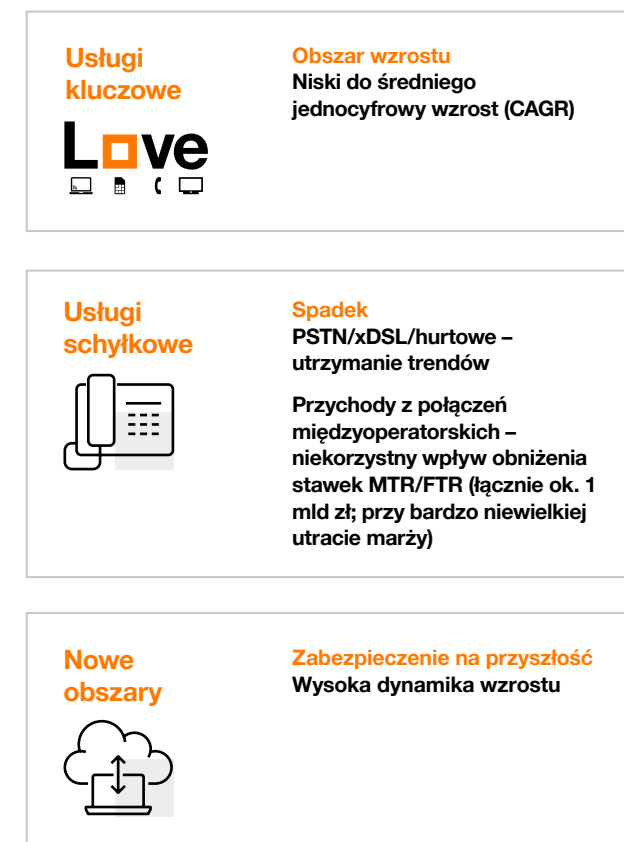 Usługi
kluczowe
Love
Obszar wzrostu
Niski do średniego
jednocyfrowy wzrost (CAGR)
Usługi
schyłkowe
Spadek
PSTN/xDSL/hurtowe –
utrzymanie trendów
Przychody z połączeń
międzyoperatorskich –
niekorzystny wpływ obniżenia
stawek MTR/FTR (łącznie ok. 1
mld zł; przy bardzo niewielkiej
utracie marży)
Nowe
obszary
Zabezpieczenie na przyszłość
Wysoka dynamika wzrostu